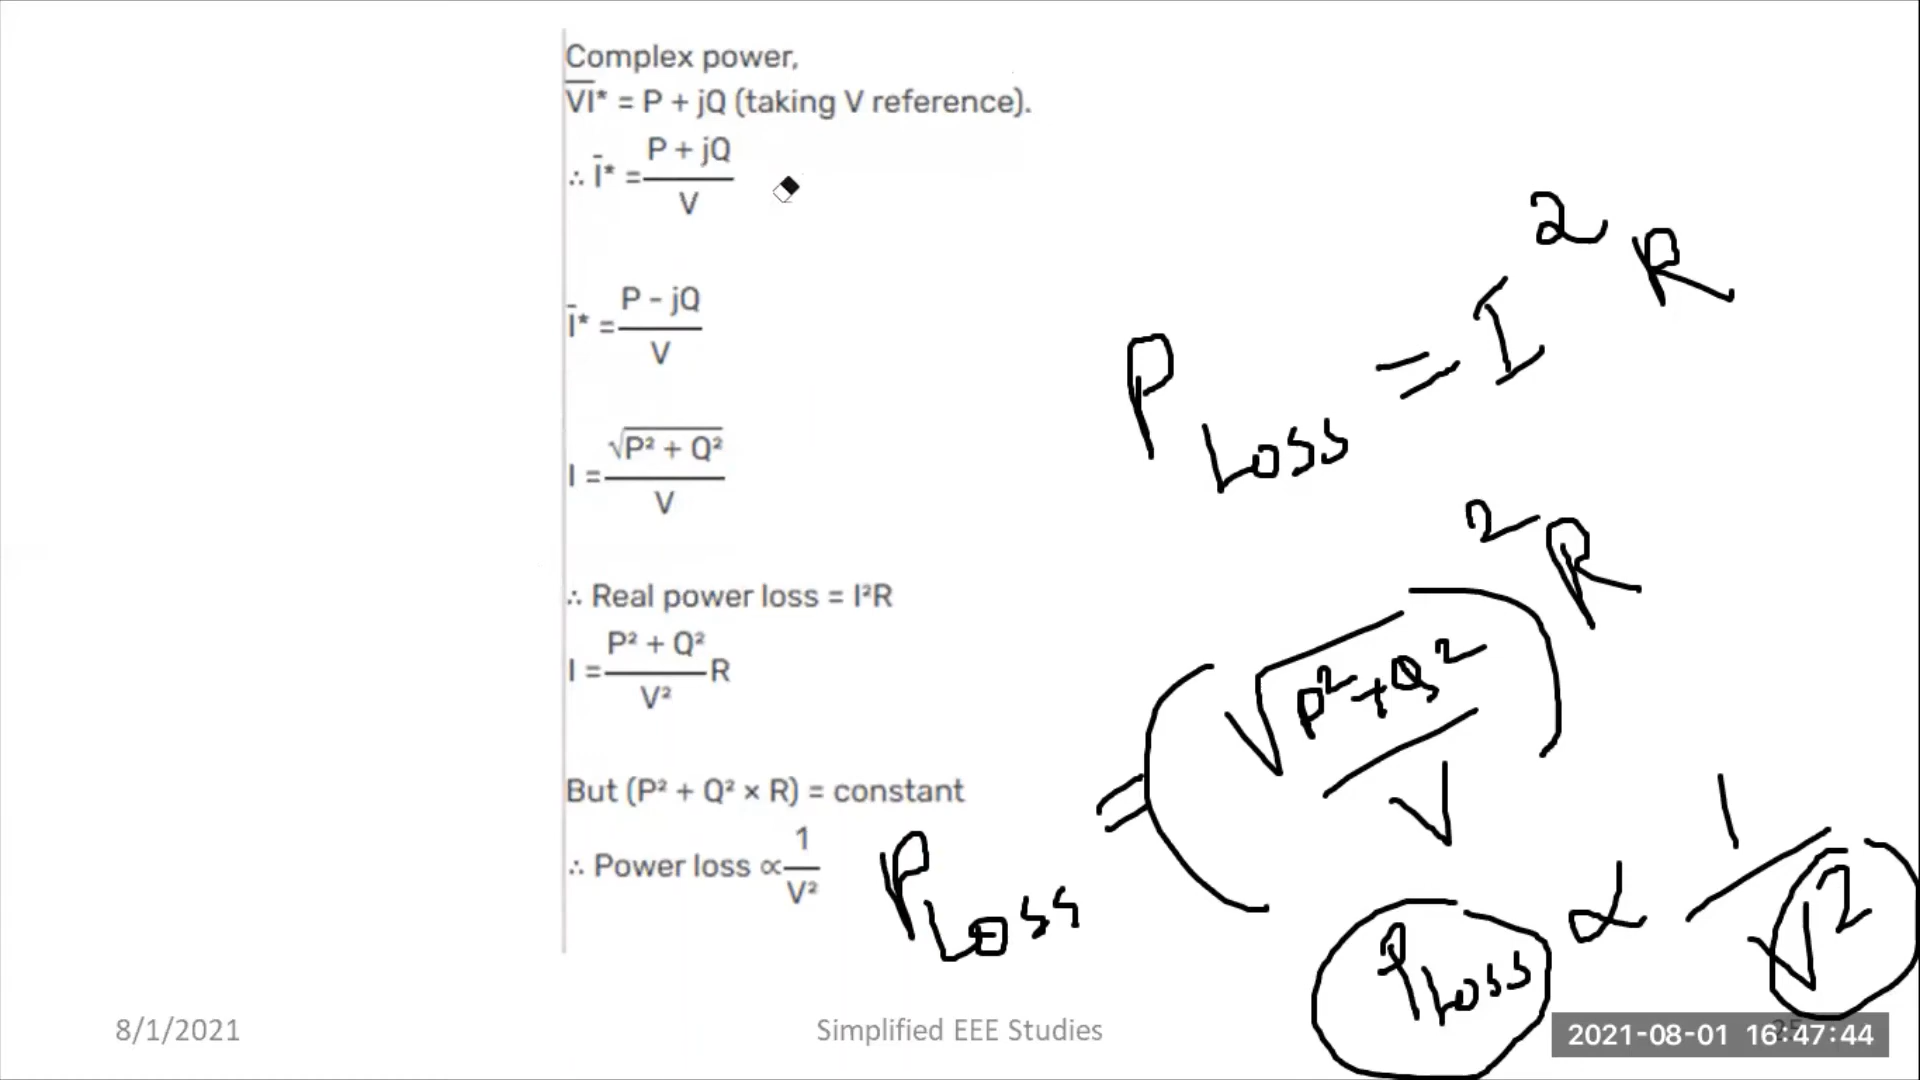 Complex power,
V̅I̅* = P + jQ (taking V reference).
∴ Ī* = (P + jQ)/V
Ī* = (P - jQ)/V
I = √(P² + Q²)/V
∴ Real power loss = I²R
I = (P² + Q²)/V² R
But (P² + Q² × R) = constant
∴ Power loss ∝ 1/V²
P Loss = I² R
P Loss = (√(P²+Q²)/V)² R
P Loss ∝ 1/V²
8/1/2021
Simplified EEE Studies
2021-08-01 16:47:44